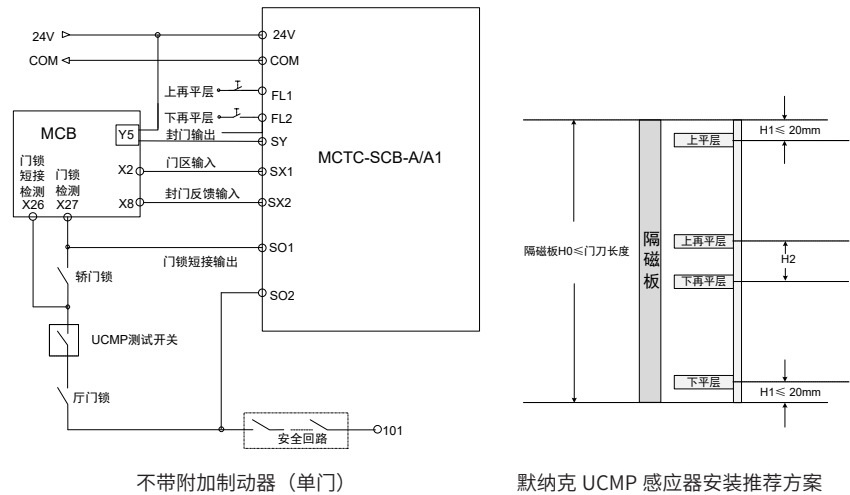 24V
24V
COM
COM
上再平层
FL1
下再平层
FL2
MCB
Y5
封门输出
SY
MCTC-SCB-A/A1
门锁
短接
检测
X26
门锁
检测
X27
X2
门区输入
SX1
X8
封门反馈输入
SX2
SO1
门锁短接输出
轿门锁
SO2
UCMP测试开关
厅门锁
安全回路
101
不带附加制动器（单门）
H1≤ 20mm
上平层
隔磁板H0≤门刀长度
隔磁板
上再平层
H2
下再平层
下平层
H1≤ 20mm
默纳克 UCMP 感应器安装推荐方案